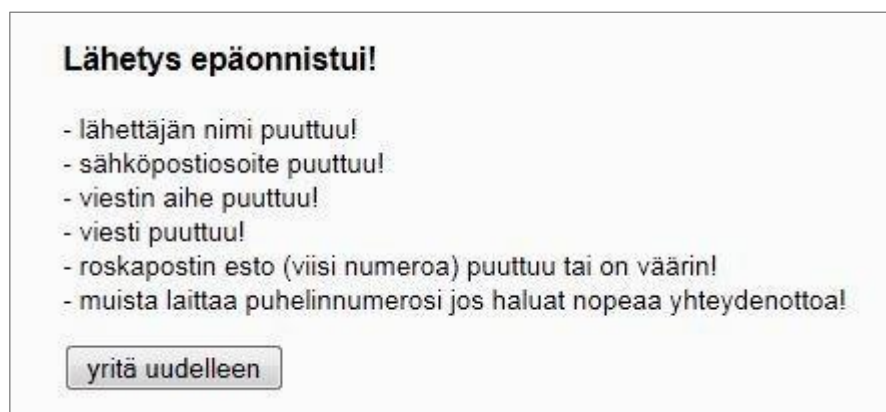 Lähetys epäonnistui!
- lähettäjän nimi puuttuu!
- sähköpostiosoite puuttuu!
- viestin aihe puuttuu!
- viesti puuttuu!
- roskapostin esto (viisi numeroa) puuttuu tai on väärin!
- muista laittaa puhelinnumerosi jos haluat nopeaa yhteydenottoa!
yritä uudelleen